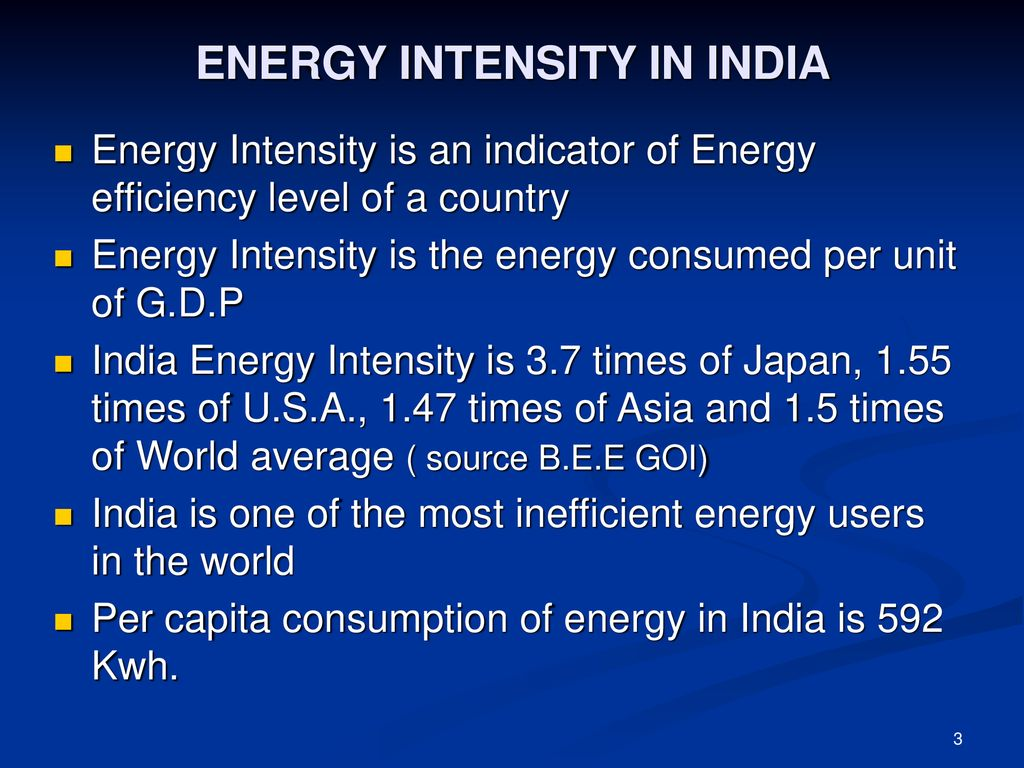 ENERGY INTENSITY IN INDIA
Energy Intensity is an indicator of Energy
efficiency level of a country
Energy Intensity is the energy consumed per unit
of G.D.P
India Energy Intensity is 3.7 times of Japan, 1.55
times of U.S.A., 1.47 times of Asia and 1.5 times
of World average ( source B.E.E GOI)
India is one of the most inefficient energy users
in the world
Per capita consumption of energy in India is 592
Kwh.
3